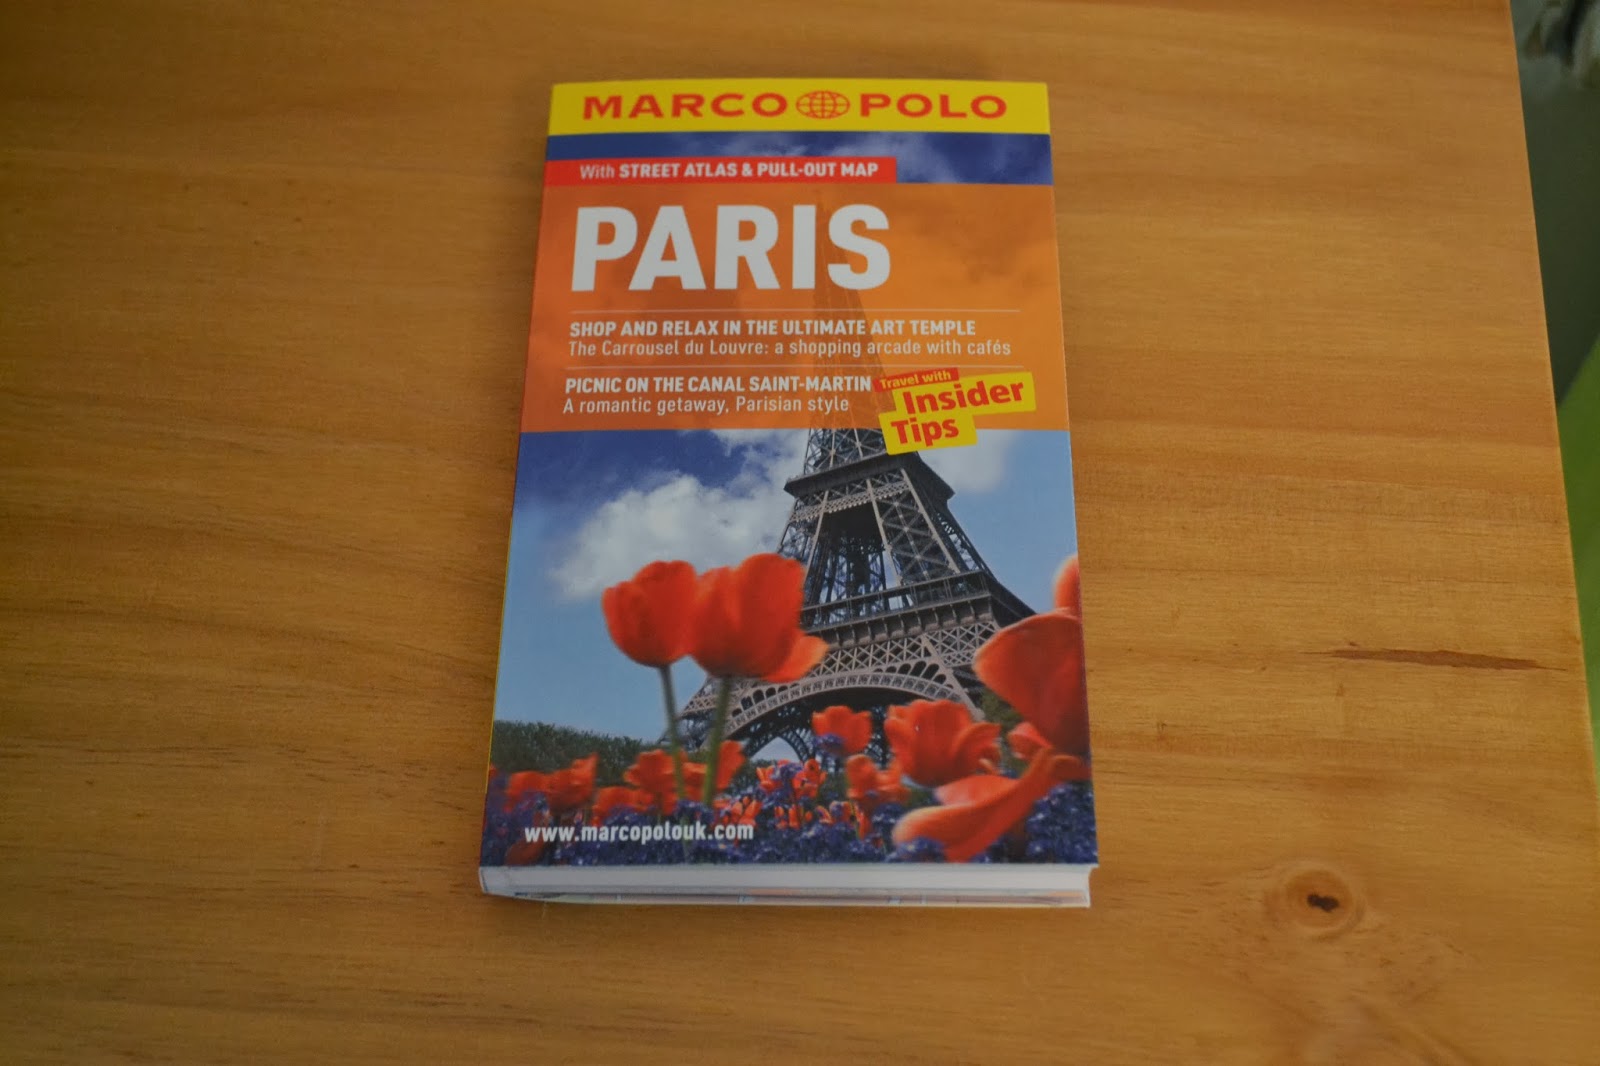 MARCO POLO
With STREET ATLAS & PULL-OUT MAP
PARIS
SHOP AND RELAX IN THE ULTIMATE ART TEMPLE
The Carrousel du Louvre: a shopping arcade with cafés
PICNIC ON THE CANAL SAINT-MARTIN
A romantic getaway, Parisian style
Travel with
Insider
Tips
www.marcopolouk.com